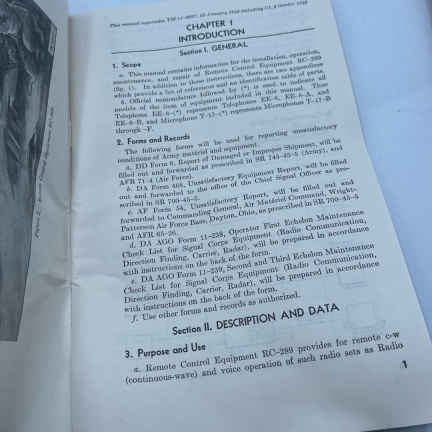 This manual supersedes TM 11-2667, 10 January 1945 including C1, 8 October 1948
CHAPTER 1
INTRODUCTION
Section I. GENERAL
1. Scope
a. This manual contains information for the installation, operation,
maintenance, and repair of Remote Control Equipment RC-289
(fig. 1). In addition to these instructions, there are two appendixes
which provide a list of references and an identification table of parts.
b. Official nomenclature followed by (*) is used to indicate all
models of the item of equipment included in this manual. Thus
Telephone EE-8-(*) represents Telephones EE-8, EE-8-A, and
EE-8-B, and Microphone T-17-(*) represents Microphones T-17-B
through -F.
2. Forms and Records
The following forms will be used for reporting unsatisfactory
conditions of Army matériel and equipment.
a. DD Form 6, Report of Damaged or Improper Shipment, will be
filled out and forwarded as prescribed in SR 745-45-5 (Army), and
AFR 71-4 (Air Force).
b. DA Form 468, Unsatisfactory Equipment Report, will be filled
out and forwarded to the office of the Chief Signal Officer as pre-
scribed in SR 700-45-5.
c. AF Form 54, Unsatisfactory Report, will be filled out and
forwarded to Commanding General, Air Matériel Command, Wright-
Patterson Air Force Base, Dayton, Ohio, as prescribed in SR 700-45-5
and AFR 65-26.
d. DA AGO Form 11-238, Operator First Echelon Maintenance
Check List for Signal Corps Equipment (Radio Communication,
Direction Finding, Carrier, Radar), will be prepared in accordance
with instructions on the back of the form.
e. DA AGO Form 11-239, Second and Third Echelon Maintenance
Check List for Signal Corps Equipment (Radio Communication,
Direction Finding, Carrier, Radar), will be prepared in accordance
with instructions on the back of the form.
f. Use other forms and records as authorized.
Section II. DESCRIPTION AND DATA
3. Purpose and Use
a. Remote Control Equipment RC-289 provides for remote c-w
(continuous-wave) and voice operation of such radio sets as Radio
1